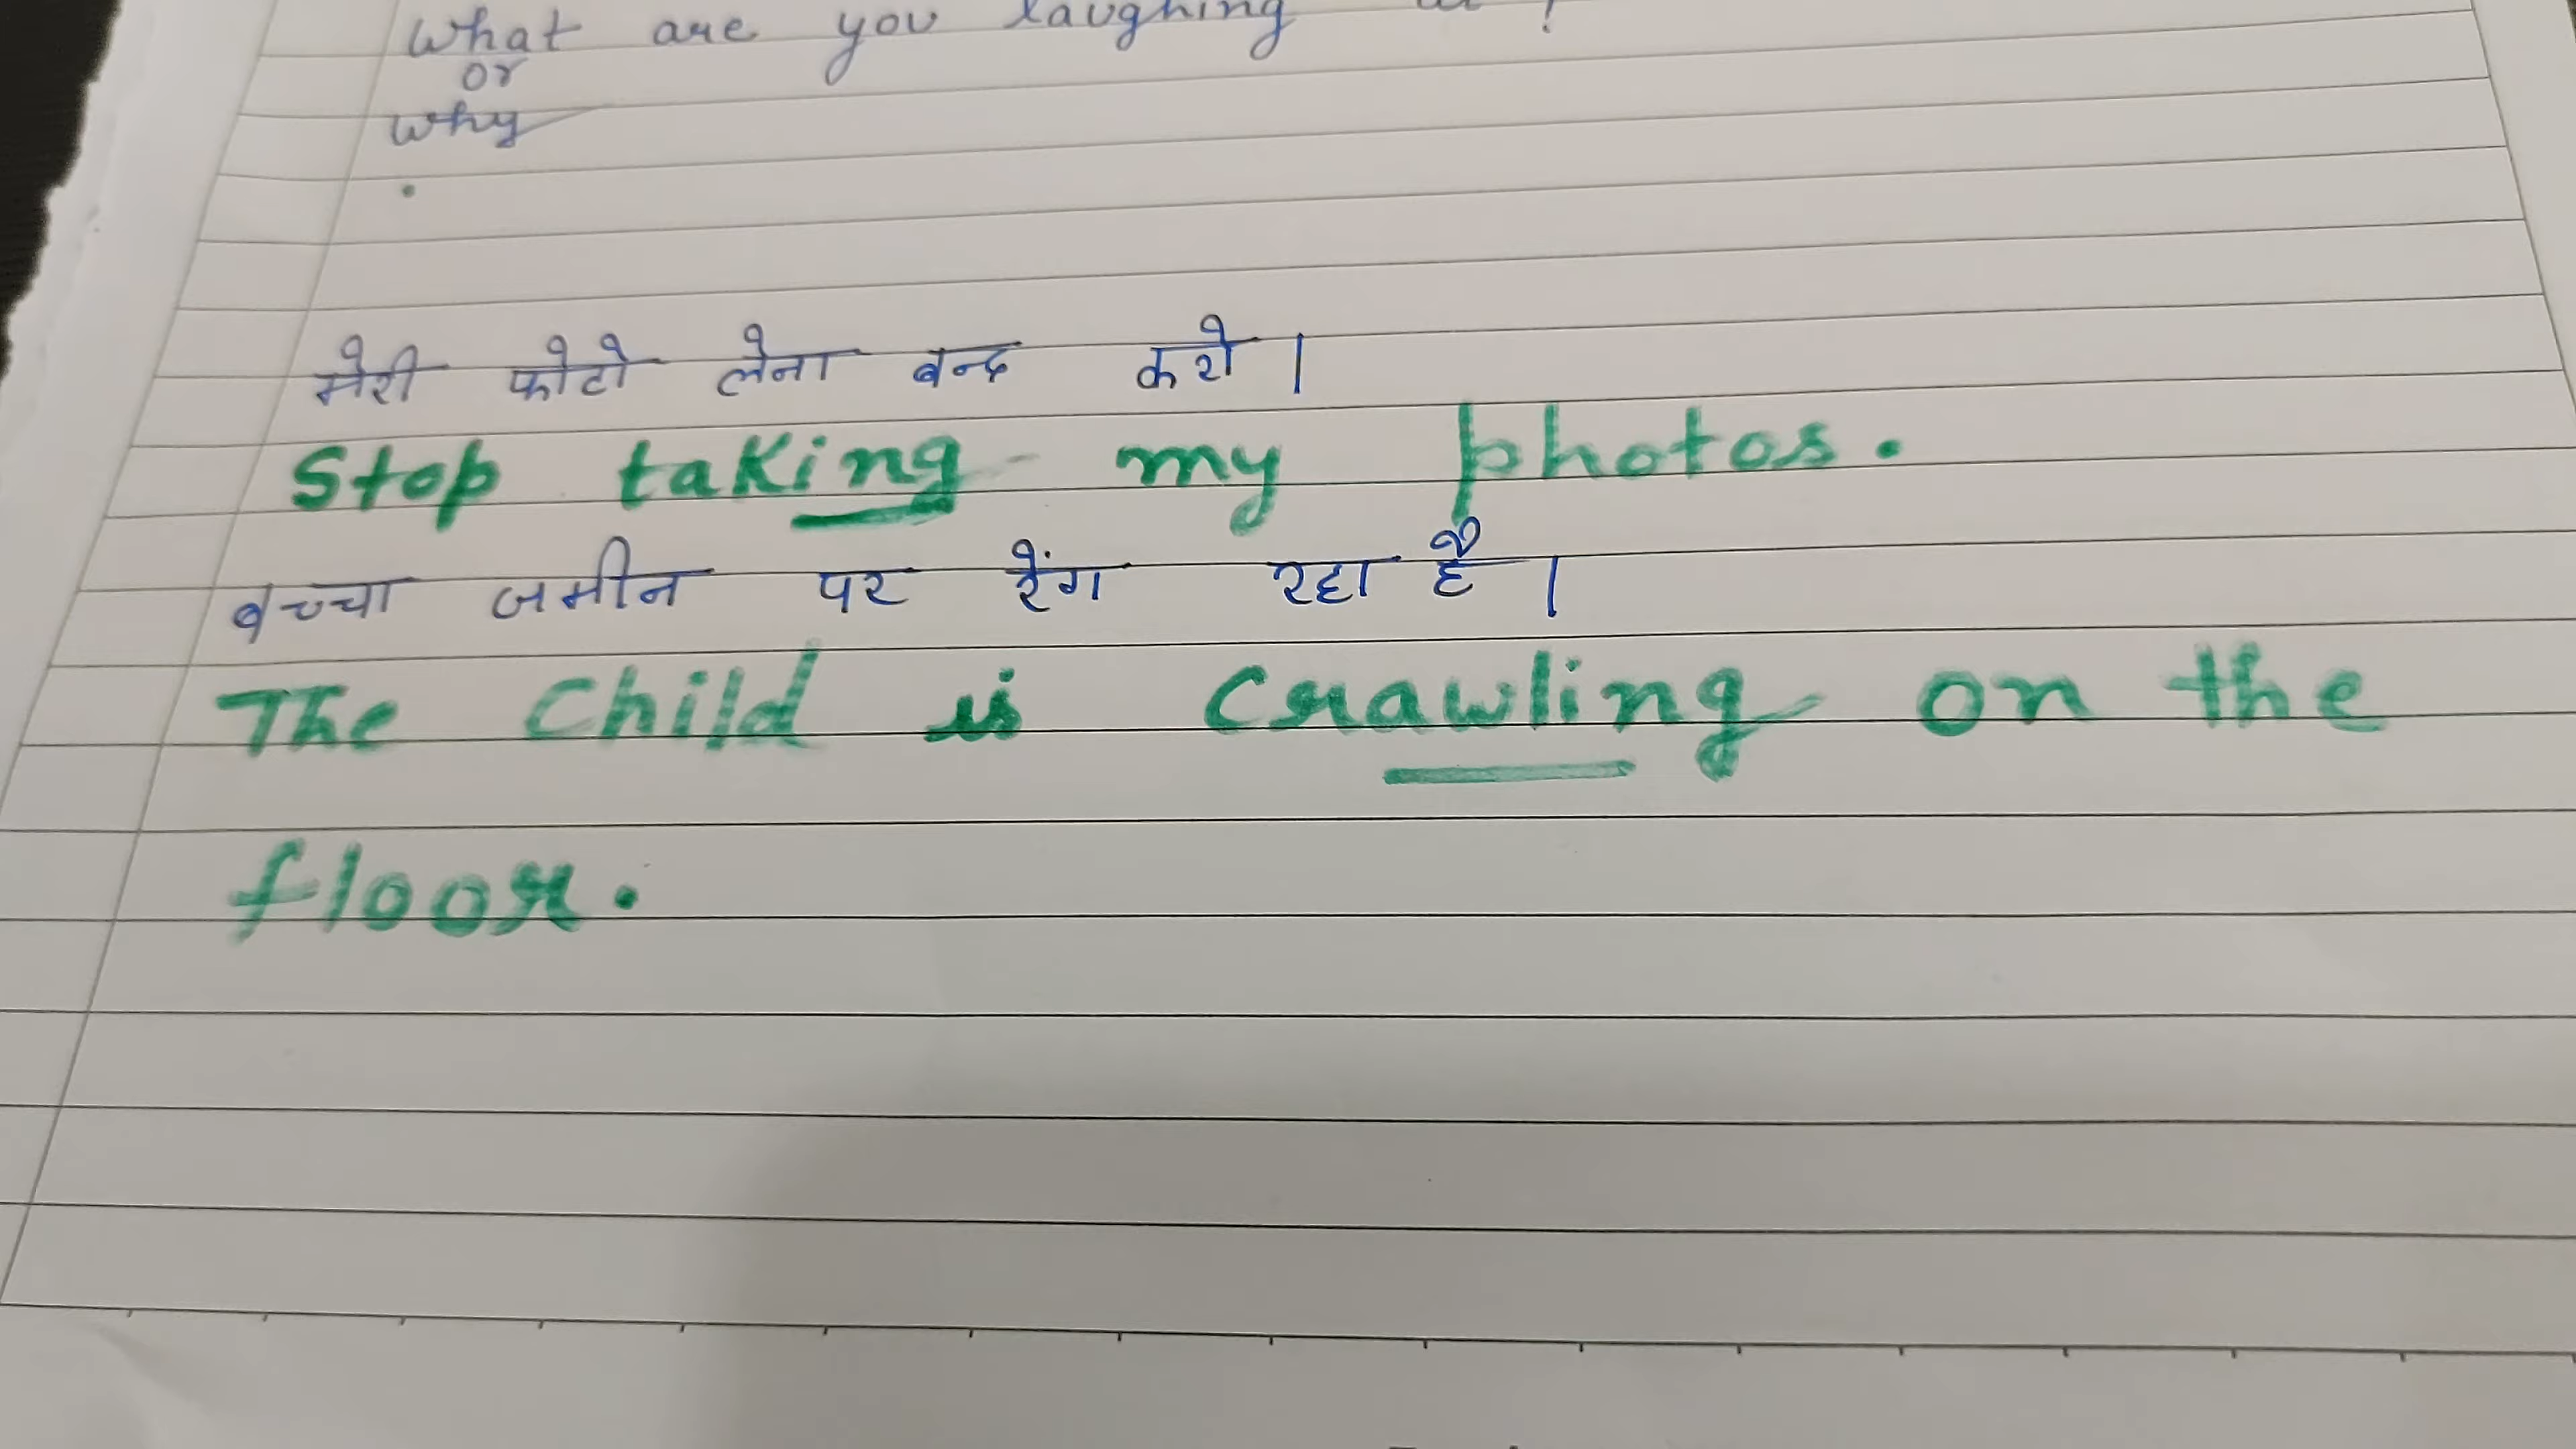 What are you laughing at?
or
why
मेरी फोटो लेना बन्द करो।
Stop taking my photos.
बच्चा जमीन पर रेंग रहा है।
The Child is Crawling on the
floor.